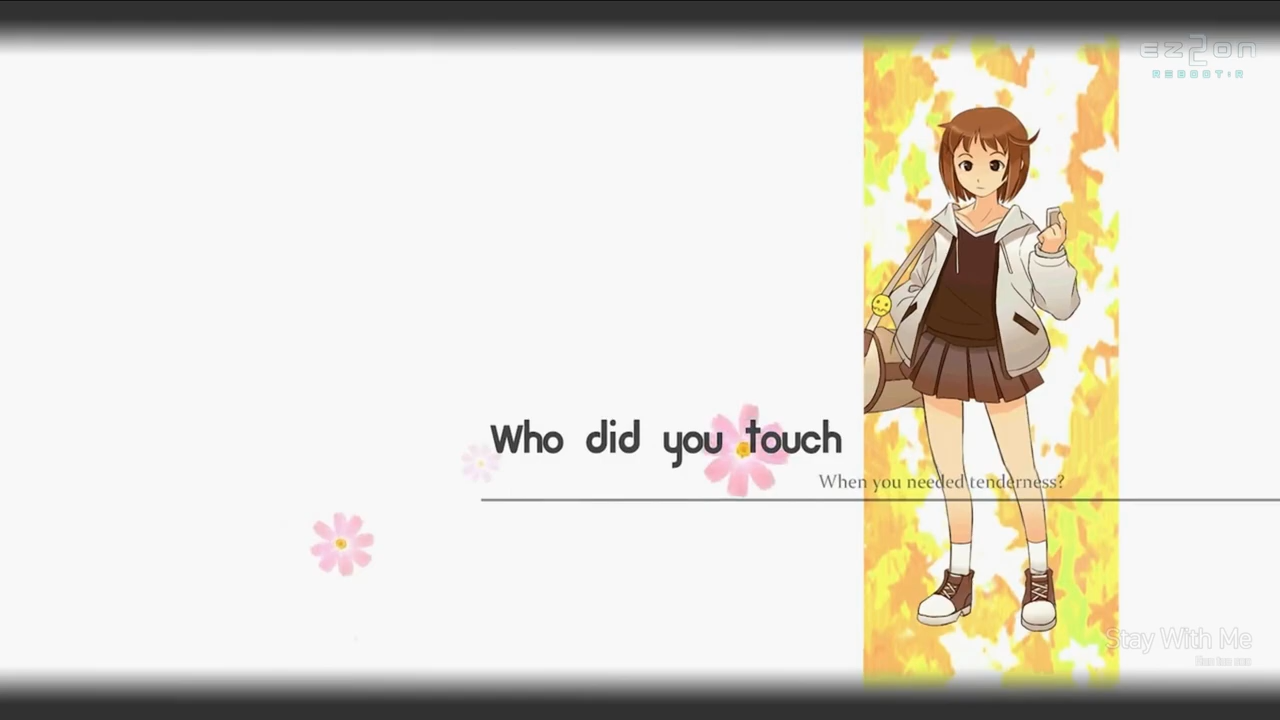 ez2on
REBOOT:R
Who did you touch
When you needed tenderness?
Stay With Me